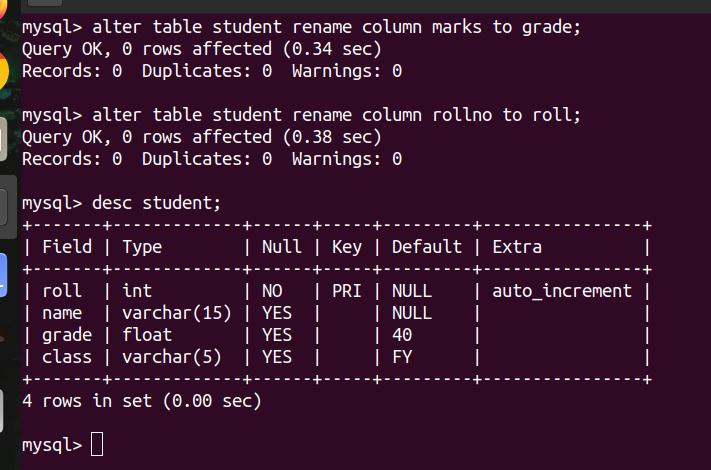 mysql> alter table student rename column marks to grade;
Query OK, 0 rows affected (0.34 sec)
Records: 0  Duplicates: 0  Warnings: 0
mysql> alter table student rename column rollno to roll;
Query OK, 0 rows affected (0.38 sec)
Records: 0  Duplicates: 0  Warnings: 0
mysql> desc student;
+-------+-------------+------+-----+---------+----------------+
| Field | Type        | Null | Key | Default | Extra          |
+-------+-------------+------+-----+---------+----------------+
| roll  | int         | NO   | PRI | NULL    | auto_increment |
| name  | varchar(15) | YES  |     | NULL    |                |
| grade | float       | YES  |     | 40      |                |
| class | varchar(5)  | YES  |     | FY      |                |
+-------+-------------+------+-----+---------+----------------+
4 rows in set (0.00 sec)
mysql>